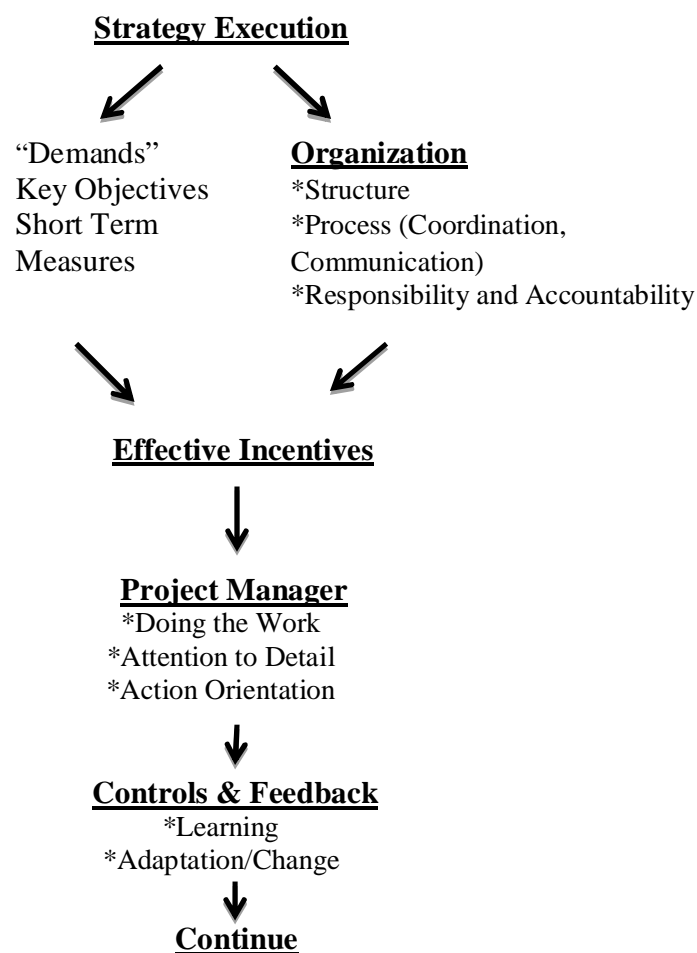 Strategy Execution
“Demands”
Key Objectives
Short Term
Measures
Organization
*Structure
*Process (Coordination,
Communication)
*Responsibility and Accountability
Effective Incentives
Project Manager
*Doing the Work
*Attention to Detail
*Action Orientation
Controls & Feedback
*Learning
*Adaptation/Change
Continue